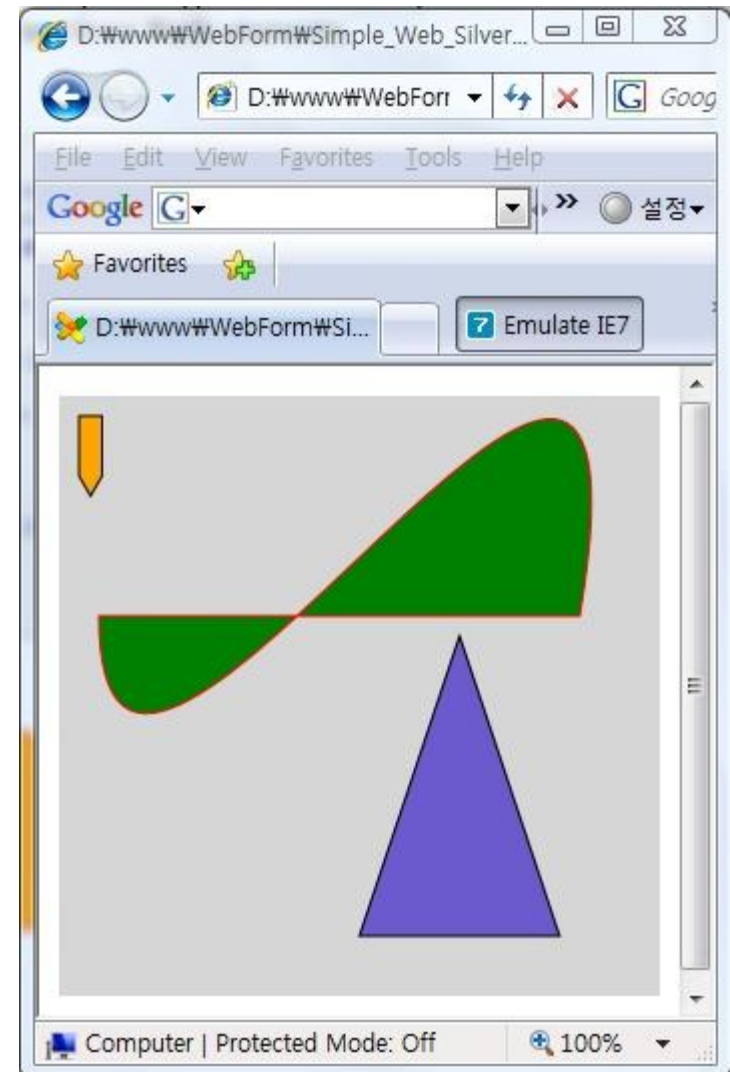 D:₩www₩WebForm₩Simple_Web_Silver...
D:₩www₩WebForr
Goog
File Edit View Favorites Tools Help
Google G 설정
Favorites
D:₩www₩WebForm₩Si... 7 Emulate IE7
Computer | Protected Mode: Off 100%